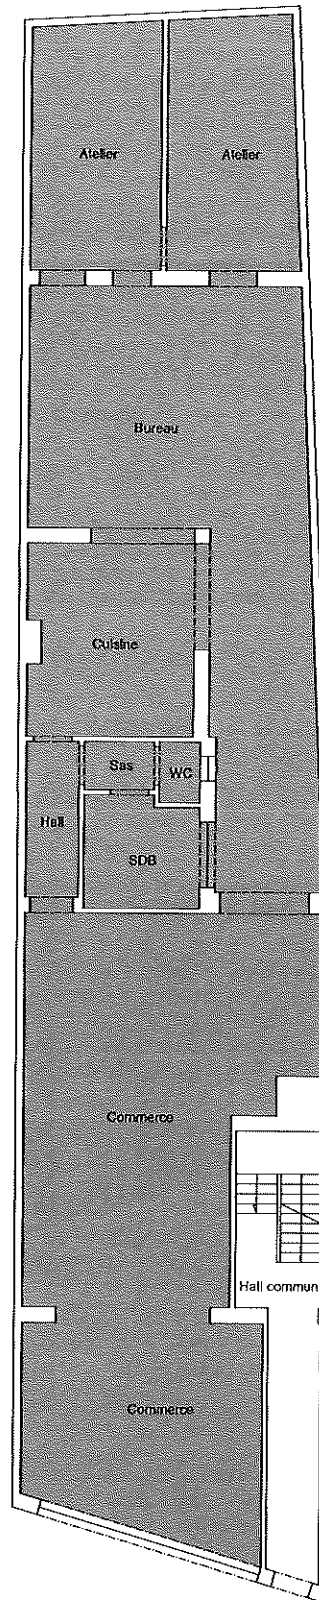 Atelier
Atelier
Bureau
Cuisine
Sas
WC
Hall
SDB
Commerce
Hall commun
Commerce